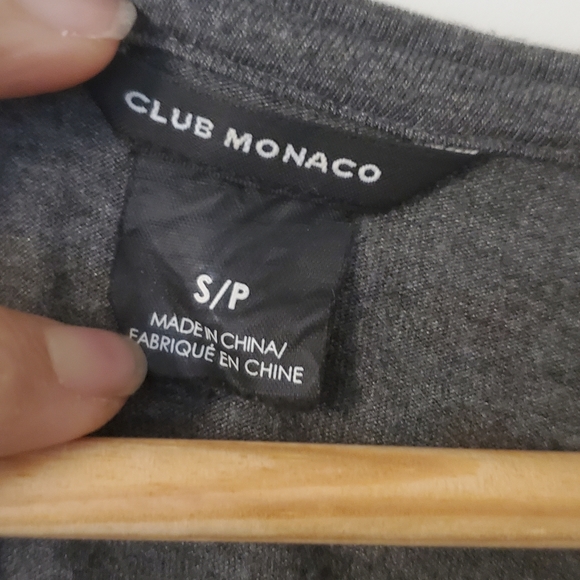 CLUB MONACO
S/P
MADE IN CHINA/
FABRIQUÉ EN CHINE